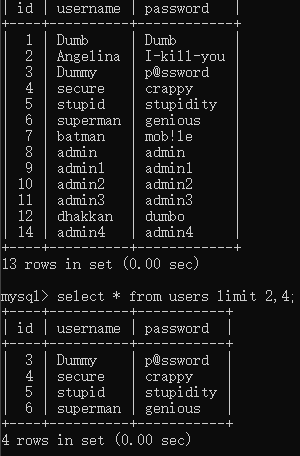 | id | username | password |
+----+----------+------------+
| 1 | Dumb | Dumb |
| 2 | Angelina | I-kill-you |
| 3 | Dummy | p@ssword |
| 4 | secure | crappy |
| 5 | stupid | stupidity |
| 6 | superman | genious |
| 7 | batman | mob!le |
| 8 | admin | admin |
| 9 | admin1 | admin1 |
| 10 | admin2 | admin2 |
| 11 | admin3 | admin3 |
| 12 | dhakkan | dumbo |
| 14 | admin4 | admin4 |
+----+----------+------------+
13 rows in set (0.00 sec)
mysql> select * from users limit 2,4;
+----+----------+-----------+
| id | username | password |
+----+----------+-----------+
| 3 | Dummy | p@ssword |
| 4 | secure | crappy |
| 5 | stupid | stupidity |
| 6 | superman | genious |
+----+----------+-----------+
4 rows in set (0.00 sec)